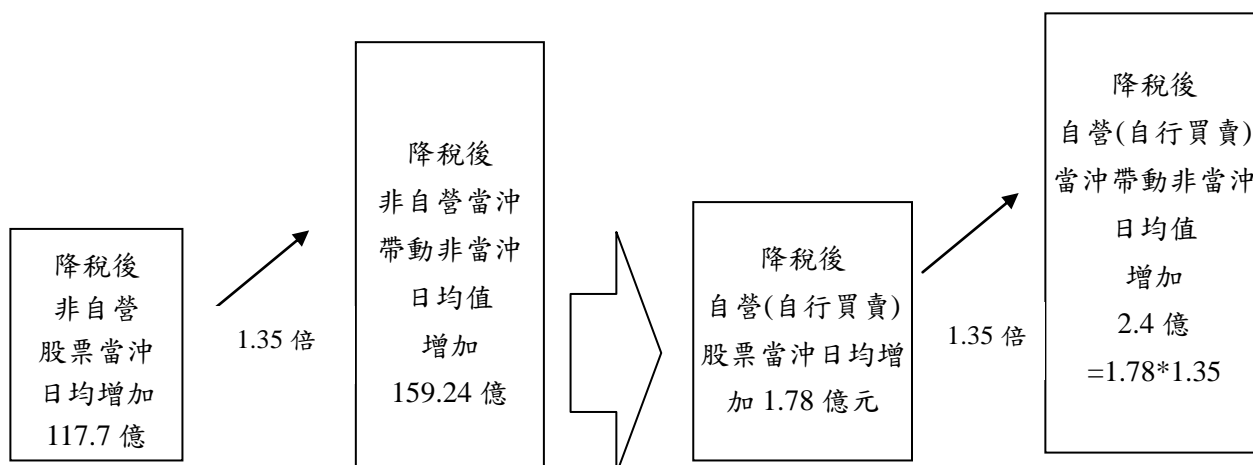 降稅後
非自營
股票當沖
日均增加
117.7 億
1.35 倍
降稅後
非自營當沖
帶動非當沖
日均值
增加
159.24 億
降稅後
自營(自行買賣)
股票當沖日均增
加 1.78 億元
1.35 倍
降稅後
自營(自行買賣)
當沖帶動非當沖
日均值
增加
2.4 億
=1.78*1.35